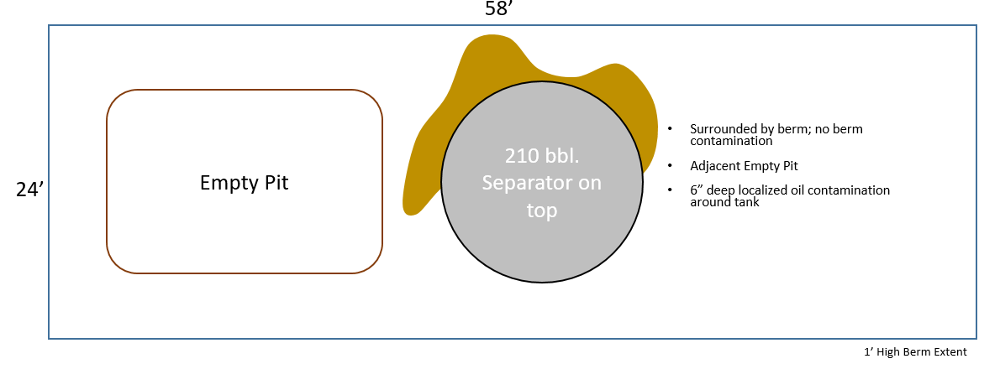 58’
24’
Empty Pit
210 bbl.
Separator on
top
• Surrounded by berm; no berm
contamination
• Adjacent Empty Pit
• 6” deep localized oil contamination
around tank
1’ High Berm Extent